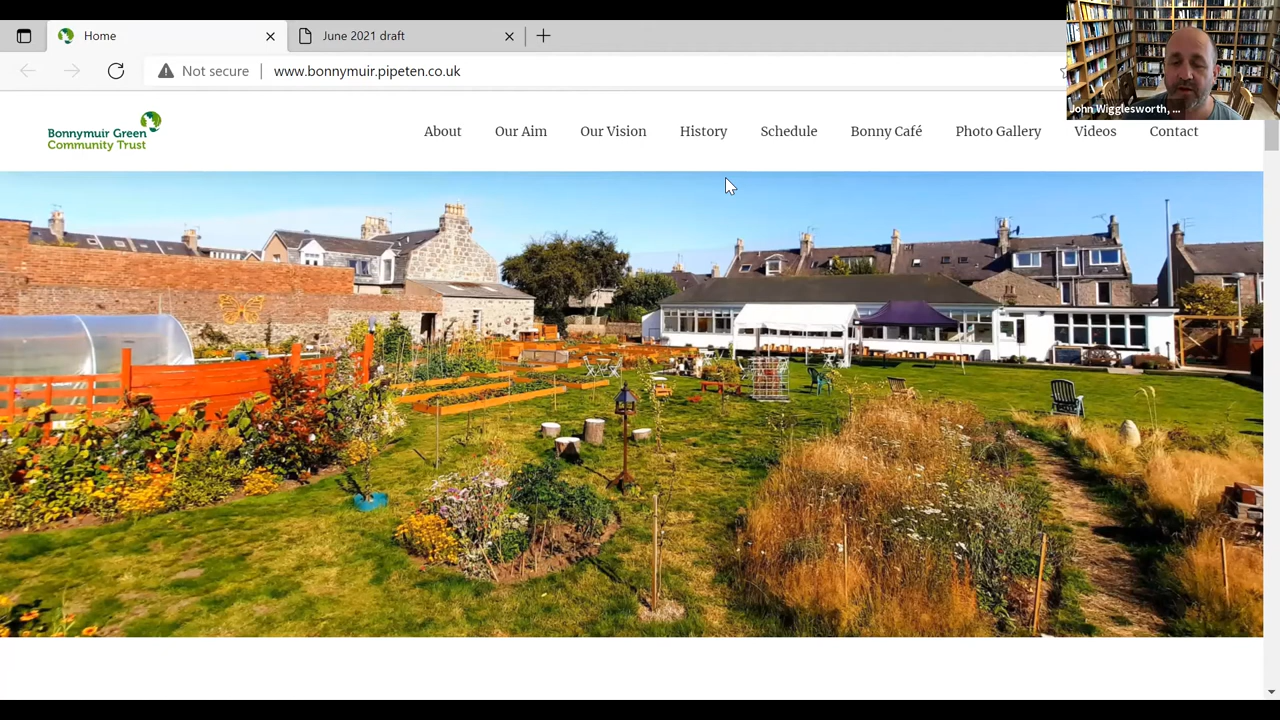 Home
June 2021 draft
Not secure
www.bonnymuir.pipeten.co.uk
John Wigglesworth, ...
Bonnymuir Green
Community Trust
About
Our Aim
Our Vision
History
Schedule
Bonny Café
Photo Gallery
Videos
Contact